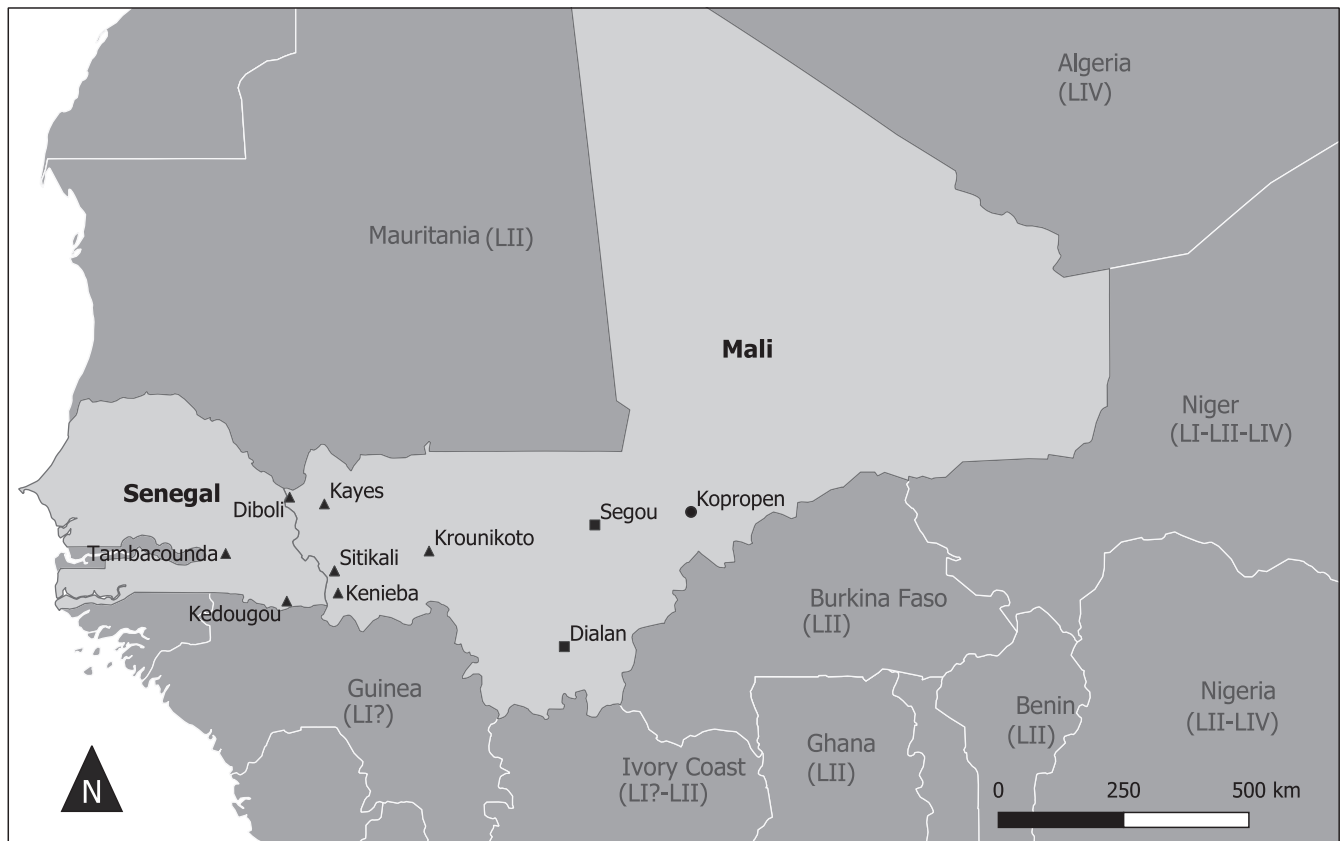 Algeria
(LIV)
Mauritania (LII)
Mali
Niger
(LI-LII-LIV)
Senegal
Diboli
Kayes
Segou
Kopropen
Tambacounda
Krounikoto
Sitikali
Kenieba
Kedougou
Burkina Faso
(LII)
Dialan
Guinea
(LI?)
Benin
(LII)
Nigeria
(LII-LIV)
Ghana
(LII)
Ivory Coast
(LI?-LII)
N
0 250 500 km